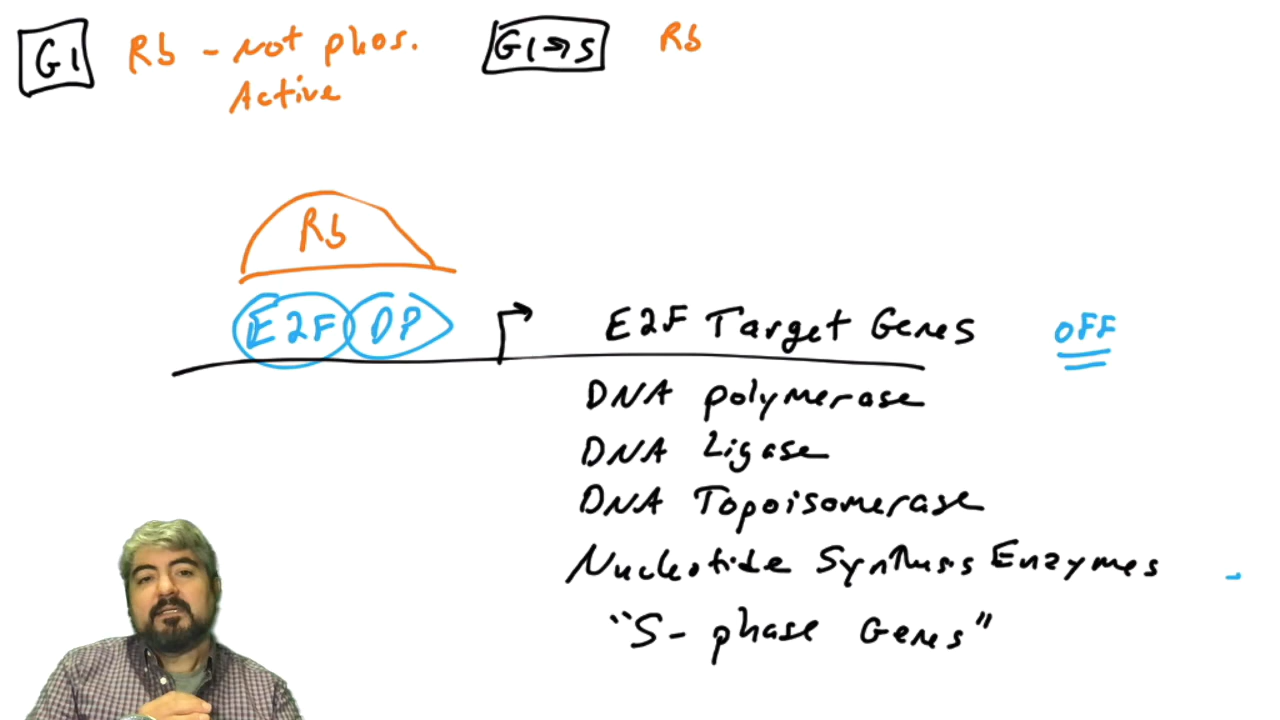 G1 Rb - Not phos. G1→S Rb
Active
Rb
E2F DP E2F Target Genes OFF
DNA polymerase
DNA Ligase
DNA Topoisomerase
Nucleotide Synthesis Enzymes
"S-phase Genes"